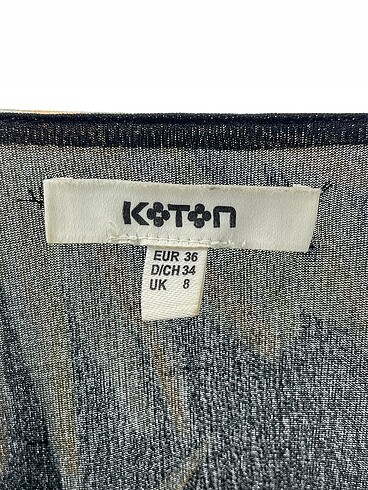 KOTON
EUR 36
D/CH 34
UK 8